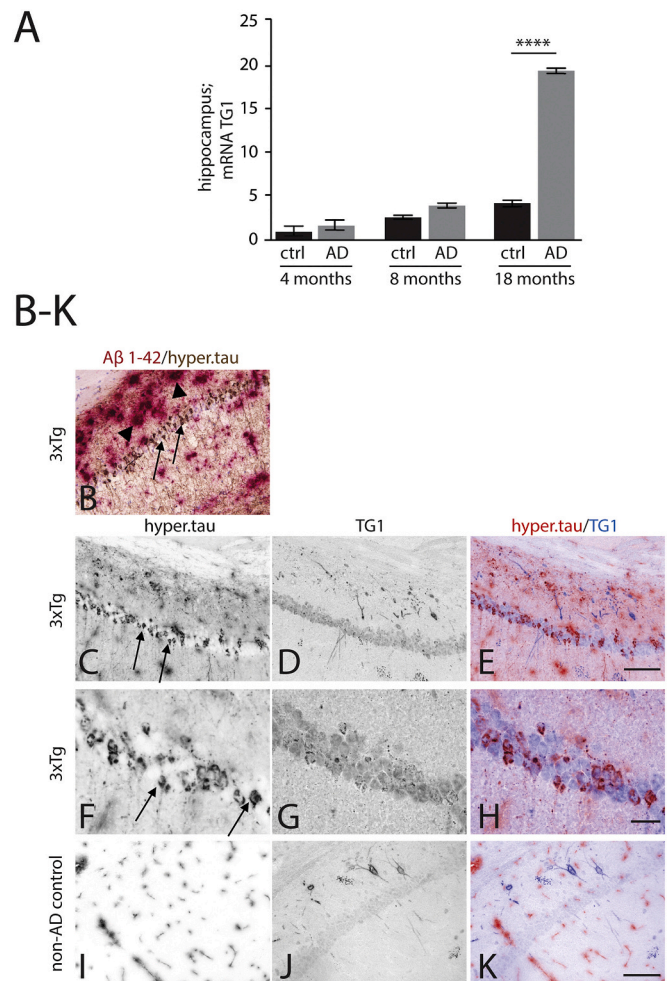 A
hippocampus;
mRNA TG1
25
20
15
10
5
0
****
ctrl AD ctrl AD ctrl AD
4 months 8 months 18 months
B-K
Aβ 1-42/hyper.tau
3xTg
B
hyper.tau TG1 hyper.tau/TG1
3xTg
C D E
3xTg
F G H
non-AD control
I J K